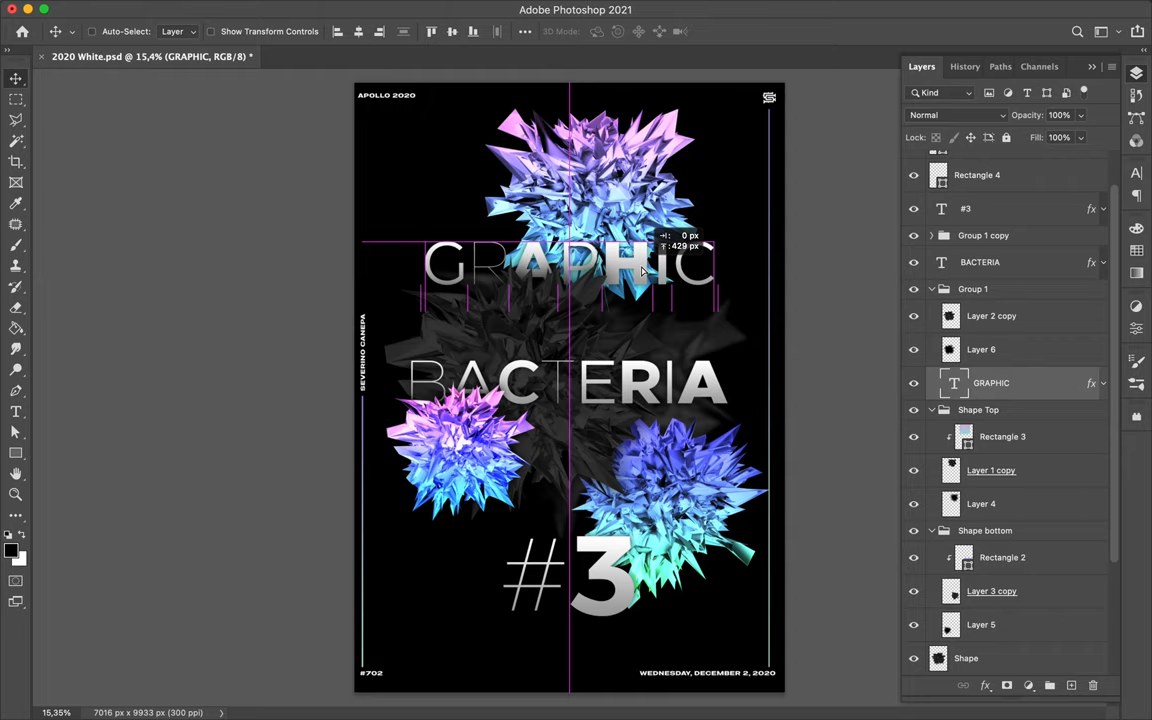 Adobe Photoshop 2021
Auto-Select: Layer Show Transform Controls ••• 3D Mode:
× 2020 White.psd @ 15,4% (GRAPHIC, RGB/8) *
Layers History Paths Channels
Kind
Normal Opacity: 100%
Lock: Fill: 100%
Rectangle 4
#3 fx
Group 1 copy
BACTERIA fx
Group 1
Layer 2 copy
Layer 6
GRAPHIC fx
Shape Top
Rectangle 3
Layer 1 copy
Layer 4
Shape bottom
Rectangle 2
Layer 3 copy
Layer 5
Shape
APOLLO 2020
GRAPHiC
0 px
429 px
SEVERINO CANEPA
BACTERIA
#3
#702
WEDNESDAY, DECEMBER 2, 2020
15,35% 7016 px x 9933 px (300 ppi)